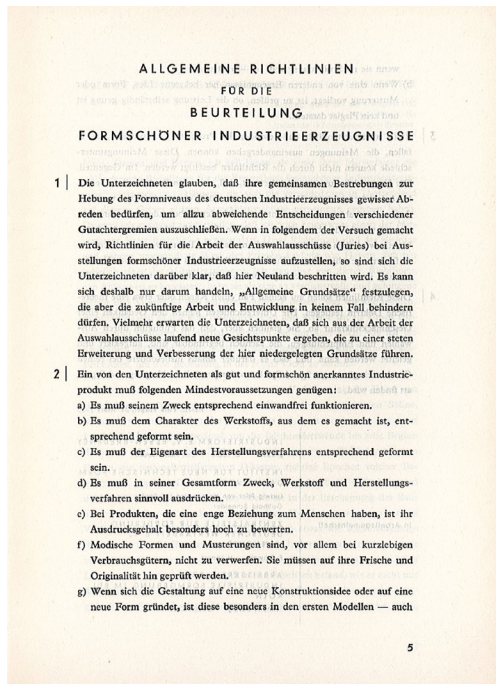 ALLGEMEINE RICHTLINIEN
FÜR DIE
BEURTEILUNG
FORMSCHÖNER INDUSTRIEERZEUGNISSE
1 | Die Unterzeichneten glauben, daß ihre gemeinsamen Bestrebungen zur
Hebung des Formniveaus des deutschen Industrieerzeugnisses gewisser Ab-
reden bedürfen, um allzu abweichende Entscheidungen verschiedener
Gutachtergremien auszuschließen. Wenn in folgendem der Versuch gemacht
wird, Richtlinien für die Arbeit der Auswahlausschüsse (Juries) bei Aus-
stellungen formschöner Industrieerzeugnisse aufzustellen, so sind sich die
Unterzeichneten darüber klar, daß hier Neuland beschritten wird. Es kann
sich deshalb nur darum handeln, „Allgemeine Grundsätze“ festzulegen,
die aber die zukünftige Arbeit und Entwicklung in keinem Fall behindern
dürfen. Vielmehr erwarten die Unterzeichneten, daß sich aus der Arbeit der
Auswahlausschüsse laufend neue Gesichtspunkte ergeben, die zu einer steten
Erweiterung und Verbesserung der hier niedergelegten Grundsätze führen.
2 | Ein von den Unterzeichneten als gut und formschön anerkanntes Industrie-
produkt muß folgenden Mindestvoraussetzungen genügen:
a) Es muß seinem Zweck entsprechend einwandfrei funktionieren.
b) Es muß dem Charakter des Werkstoffs, aus dem es gemacht ist, ent-
sprechend geformt sein.
c) Es muß der Eigenart des Herstellungsverfahrens entsprechend geformt
sein.
d) Es muß in seiner Gesamtform Zweck, Werkstoff und Herstellungs-
verfahren sinnvoll ausdrücken.
e) Bei Produkten, die eine enge Beziehung zum Menschen haben, ist ihr
Ausdrucksgehalt besonders hoch zu bewerten.
f) Modische Formen und Musterungen sind, vor allem bei kurzlebigen
Verbrauchsgütern, nicht zu verwerfen. Sie müssen auf ihre Frische und
Originalität hin geprüft werden.
g) Wenn sich die Gestaltung auf eine neue Konstruktionsidee oder auf eine
neue Form gründet, ist diese besonders in den ersten Modellen — auch
5